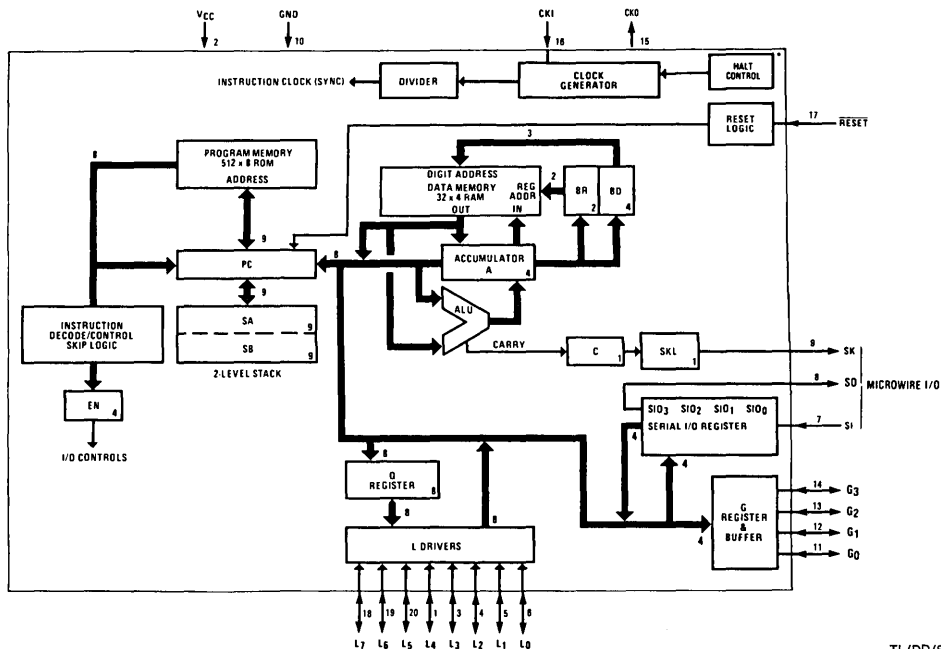 VCC GND CKI CKO
2 10 16 15
INSTRUCTION CLOCK (SYNC)
DIVIDER
CLOCK
GENERATOR
HALT
CONTROL
*
RESET
LOGIC
17
RESET
8
PROGRAM MEMORY
512 x 8 ROM
ADDRESS
3
DIGIT ADDRESS
DATA MEMORY
32 x 4 RAM
OUT
REG
ADDR
IN
2
BR
2
BD
4
9
PC
8
ACCUMULATOR
A
4
9
SA
9
SB
9
2-LEVEL STACK
INSTRUCTION
DECODE/CONTROL
SKIP LOGIC
ALU
CARRY
C
1
SKL
1
9
SK
8
SO
MICROWIRE I/O
7
SI
EN
4
I/O CONTROLS
SIO3 SIO2 SIO1 SIO0
SERIAL I/O REGISTER
4
4
8
Q
REGISTER
8
8
8
L DRIVERS
4
G
REGISTER
&
BUFFER
14 G3
13 G2
12 G1
11 G0
18 19 20 1 3 4 5 6
L7 L6 L5 L4 L3 L2 L1 L0